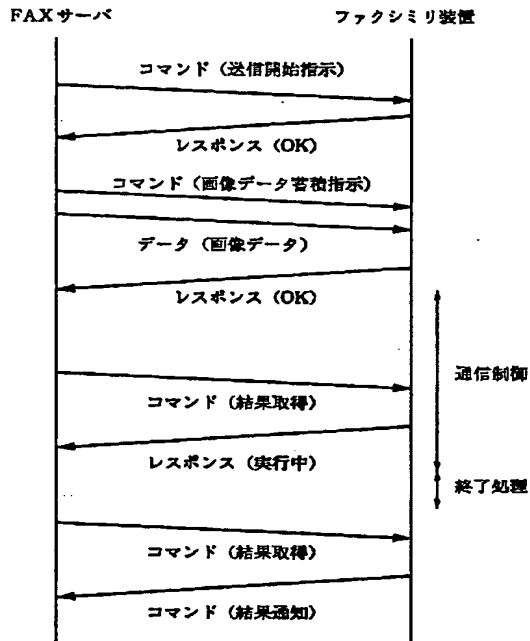 FAXサーバ
ファクシミリ装置
コマンド (送信開始指示)
レスポンス (OK)
コマンド (画像データ蓄積指示)
データ (画像データ)
レスポンス (OK)
通信制御
コマンド (結果取得)
レスポンス (実行中)
終了処理
コマンド (結果取得)
コマンド (結果通知)